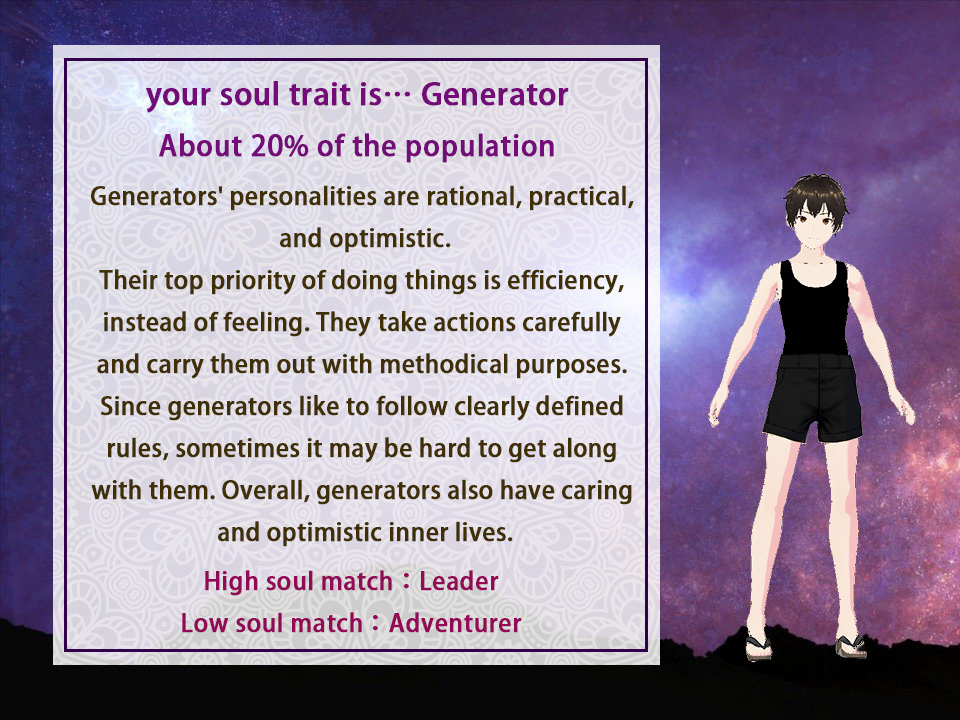 your soul trait is⋯ Generator
About 20% of the population
Generators' personalities are rational, practical,
and optimistic.
Their top priority of doing things is efficiency,
instead of feeling. They take actions carefully
and carry them out with methodical purposes.
Since generators like to follow clearly defined
rules, sometimes it may be hard to get along
with them. Overall, generators also have caring
and optimistic inner lives.
High soul match：Leader
Low soul match：Adventurer